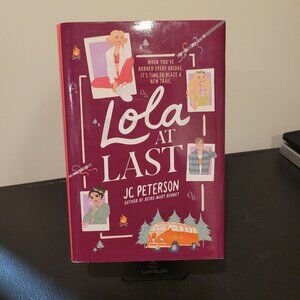 WHEN YOU'VE
BURNED EVERY BRIDGE
IT'S TIME TO BLAZE A
NEW TRAIL.
Lola
AT
LAST
JC PETERSON
AUTHOR OF BEING MARY BENNET